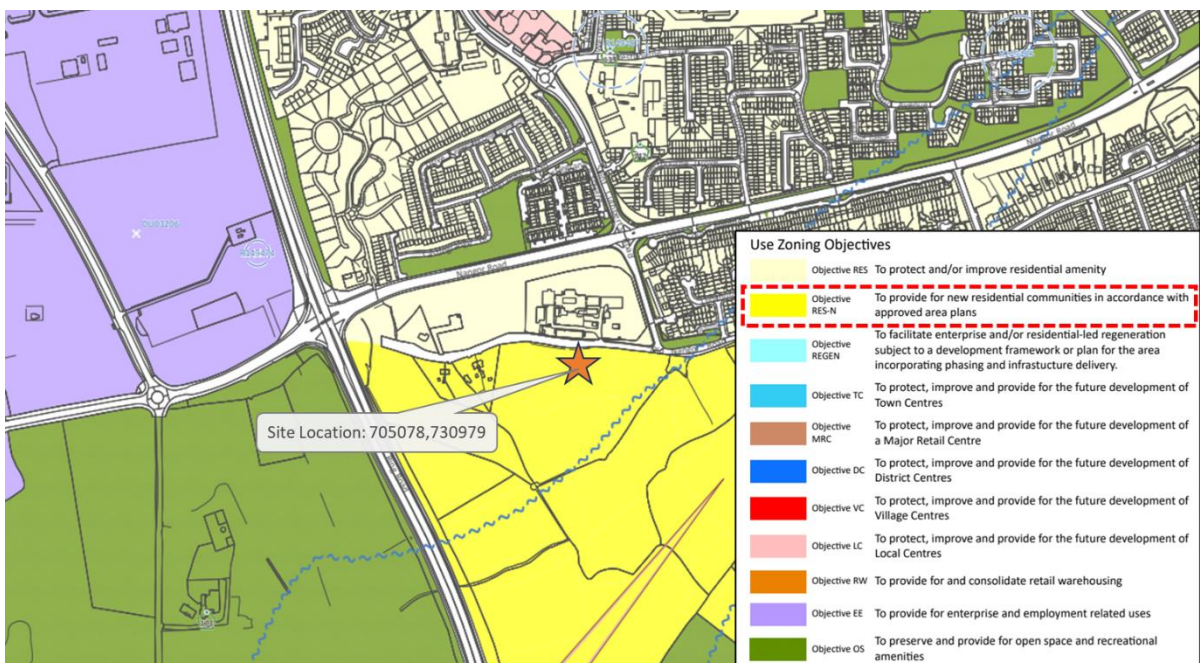 Nangor Road
DU03206
Nangor Road
Site Location: 705078,730979
Use Zoning Objectives
Objective RES To protect and/or improve residential amenity
Objective RES-N To provide for new residential communities in accordance with
approved area plans
Objective REGEN To facilitate enterprise and/or residential-led regeneration
subject to a development framework or plan for the area
incorporating phasing and infrastucture delivery.
Objective TC To protect, improve and provide for the future development of
Town Centres
Objective MRC To protect, improve and provide for the future development of
a Major Retail Centre
Objective DC To protect, improve and provide for the future development of
District Centres
Objective VC To protect, improve and provide for the future development of
Village Centres
Objective LC To protect, improve and provide for the future development of
Local Centres
Objective RW To provide for and consolidate retail warehousing
Objective EE To provide for enterprise and employment related uses
Objective OS To preserve and provide for open space and recreational
amenities